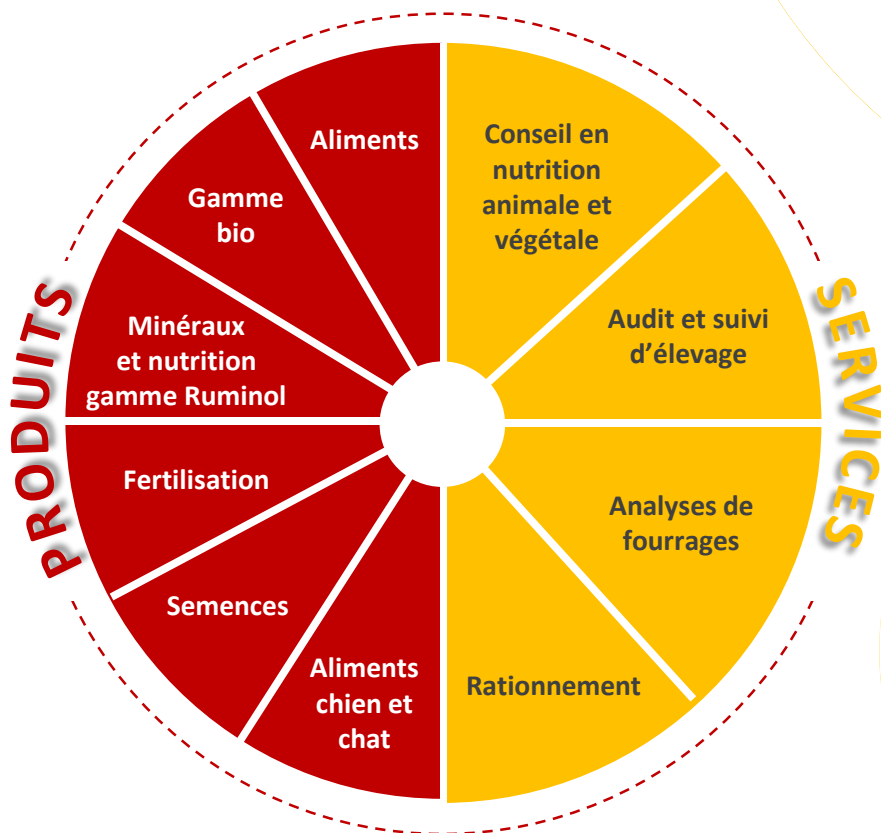 PRODUITS
Aliments
Gamme
bio
Minéraux
et nutrition
gamme Ruminol
Fertilisation
Semences
Aliments
chien et
chat
SERVICES
Conseil en
nutrition
animale et
végétale
Audit et suivi
d’élevage
Analyses de
fourrages
Rationnement